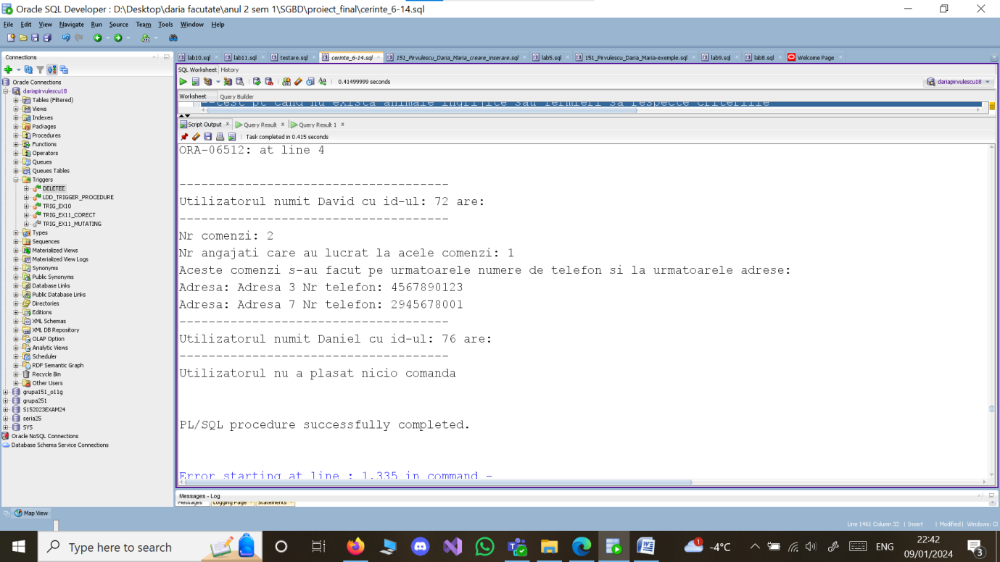 Oracle SQL Developer : D:\Desktop\daria facutate\anul 2 sem 1\SGBD\proiect_final\cerinte_6-14.sql
File Edit View Navigate Run Source Team Tools Window Help
Connections
Oracle Connections
dariapirvulescu18
Tables (Filtered)
Views
Indexes
Packages
Procedures
Functions
Operators
Queues
Queues Tables
Triggers
DELETEE
LDD_TRIGGER_PROCEDURE
TRIG_EX10
TRIG_EX11_CORECT
TRIG_EX11_MUTATING
Types
Sequences
Materialized Views
Materialized View Logs
Synonyms
Public Synonyms
Database Links
Public Database Links
Directories
Editions
XML Schemas
XML DB Repository
OLAP Option
Analytic Views
Scheduler
RDF Semantic Graph
Recycle Bin
Other Users
grupa151_o11g
grupa251
S152023EXAM24
seria25
SYS
Oracle NoSQL Connections
Database Schema Service Connections
lab10.sql lab11.sql testare.sql cerinte_6-14.sql 151_Pirvulescu_Daria_Maria_creare_inserare.sql lab5.sql 151_Pirvulescu_Daria_Maria-exemple.sql lab9.sql lab8.sql Welcome Page
SQL Worksheet History
0.41499999 seconds
dariapirvulescu18
Worksheet Query Builder
--test pt cand nu exista animale ingrijite sau fermieri sa respecte criteriile
Script Output Query Result Query Result 1
Task completed in 0.415 seconds
ORA-06512: at line 4
-------------------------------------
Utilizatorul numit David cu id-ul: 72 are:
-------------------------------------
Nr comenzi: 2
Nr angajati care au lucrat la acele comenzi: 1
Aceste comenzi s-au facut pe urmatoarele numere de telefon si la urmatoarele adrese:
Adresa: Adresa 3 Nr telefon: 4567890123
Adresa: Adresa 7 Nr telefon: 2945678001
-------------------------------------
Utilizatorul numit Daniel cu id-ul: 76 are:
-------------------------------------
Utilizatorul nu a plasat nicio comanda
PL/SQL procedure successfully completed.
Error starting at line : 1.335 in command -
Messages - Log
Messages Logging Page Statements
Map View
Line 1461 Column 32 | Insert | Modified | Windows: C
Type here to search
1
-4°C
ENG
22:42
09/01/2024
3